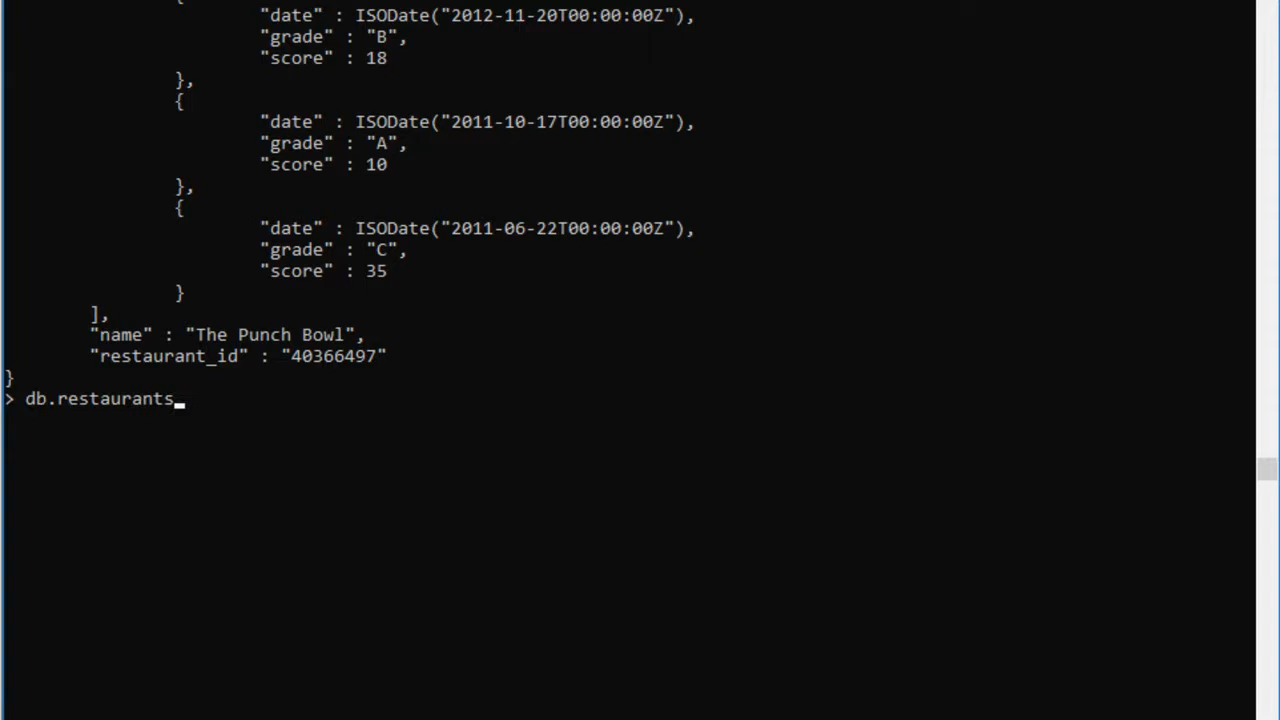 {
"date" : ISODate("2012-11-20T00:00:00Z"),
"grade" : "B",
"score" : 18
},
{
"date" : ISODate("2011-10-17T00:00:00Z"),
"grade" : "A",
"score" : 10
},
{
"date" : ISODate("2011-06-22T00:00:00Z"),
"grade" : "C",
"score" : 35
}
],
"name" : "The Punch Bowl",
"restaurant_id" : "40366497"
}
> db.restaurants